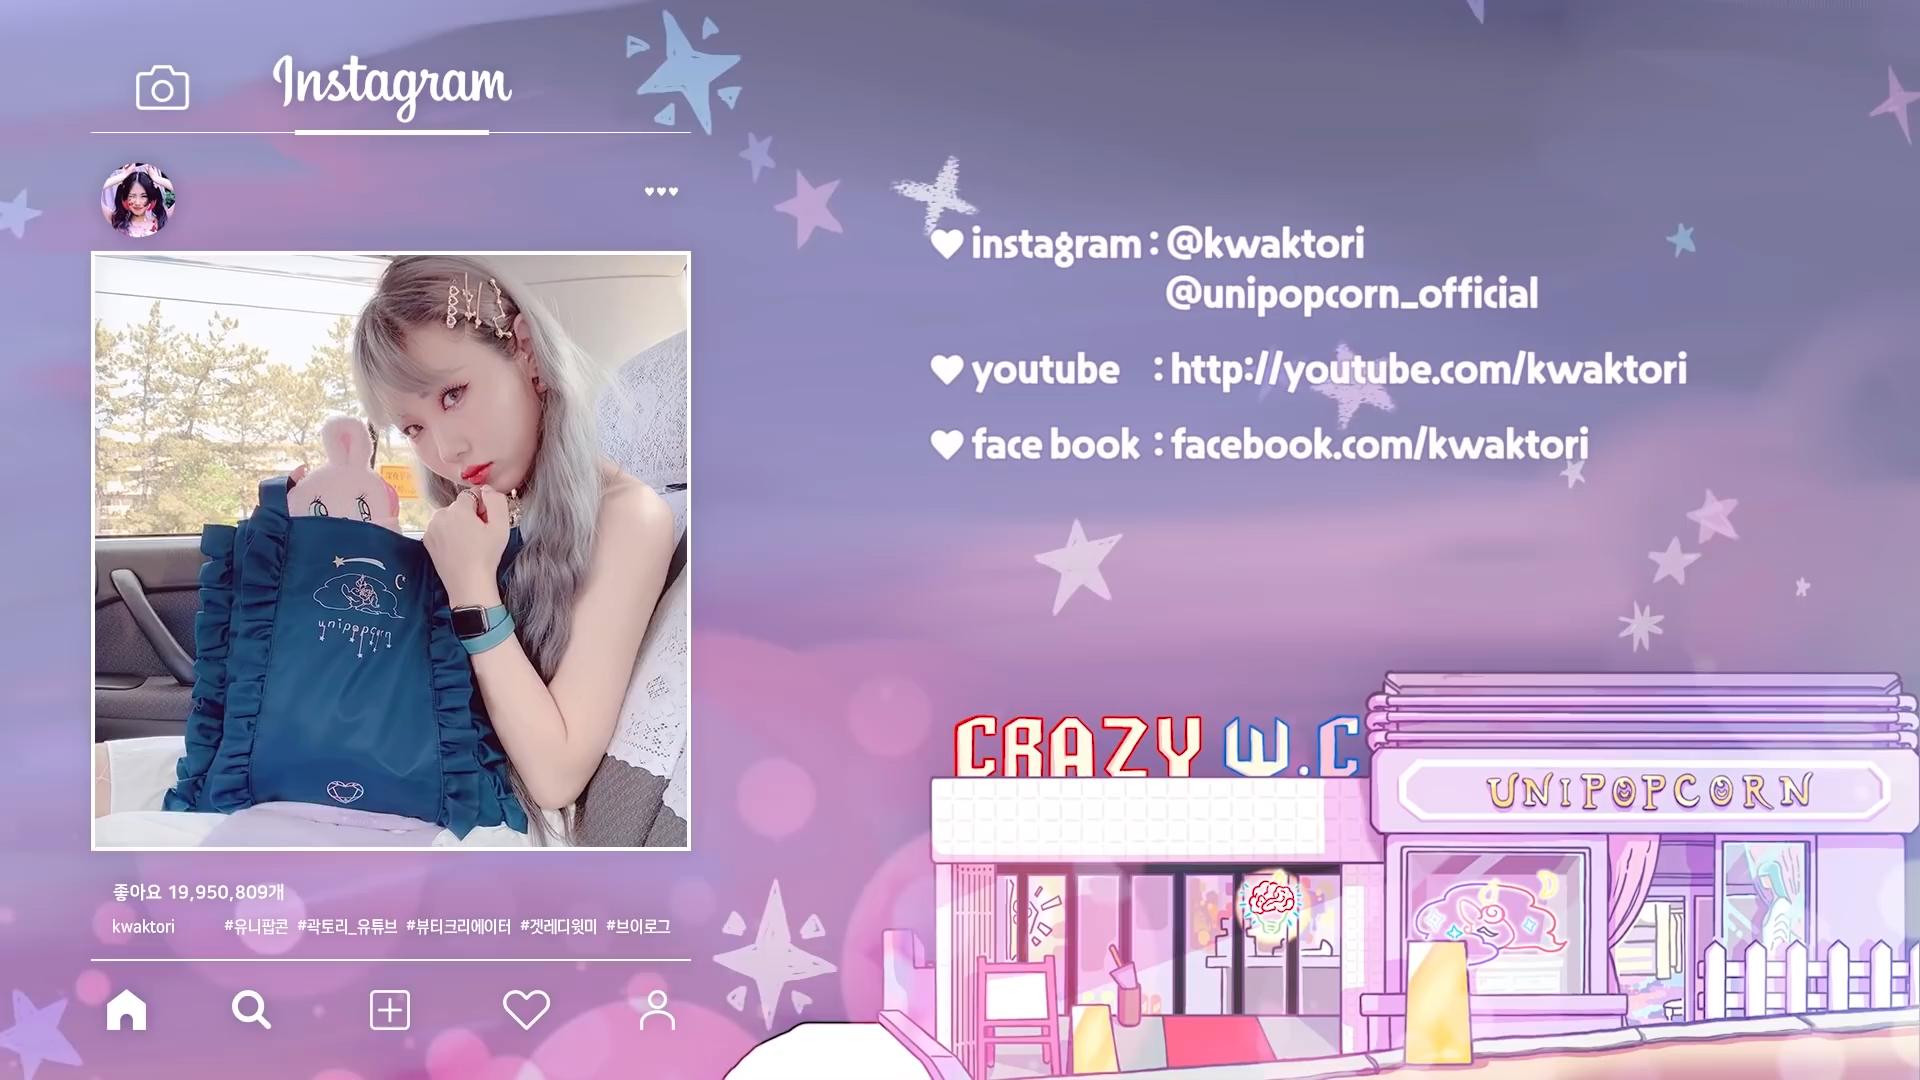 Instagram
unipopcorn
좋아요 19,950,809개
kwaktori #유니팝콘 #곽토리_유튜브 #뷰티크리에이터 #겟레디윗미 #브이로그
instagram : @kwaktori
@unipopcorn_official
youtube : http://youtube.com/kwaktori
face book : facebook.com/kwaktori
CRAZY W.C
UNIPOPCORN